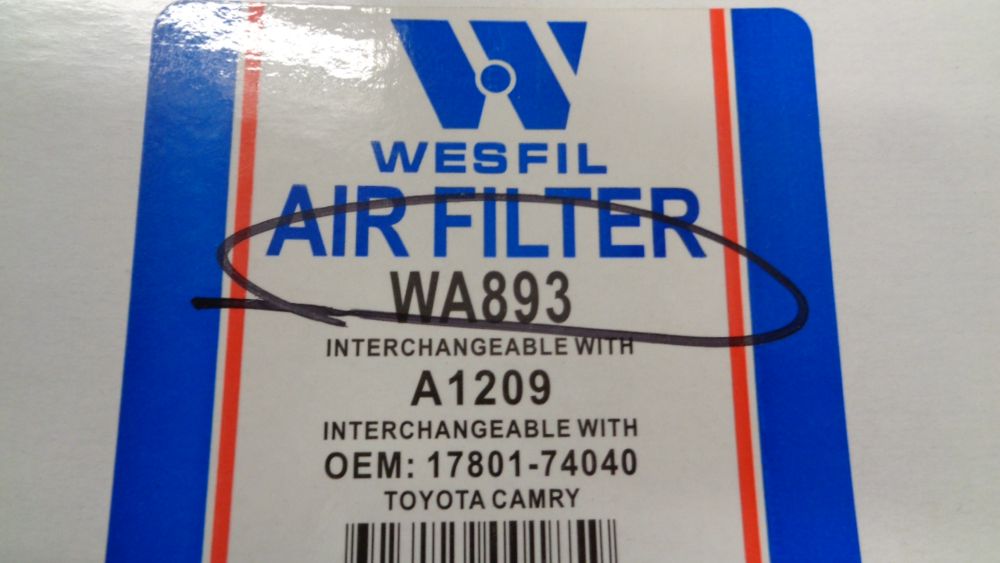 WESFIL
AIR FILTER
WA893
INTERCHANGEABLE WITH
A1209
INTERCHANGEABLE WITH
OEM: 17801-74040
TOYOTA CAMRY